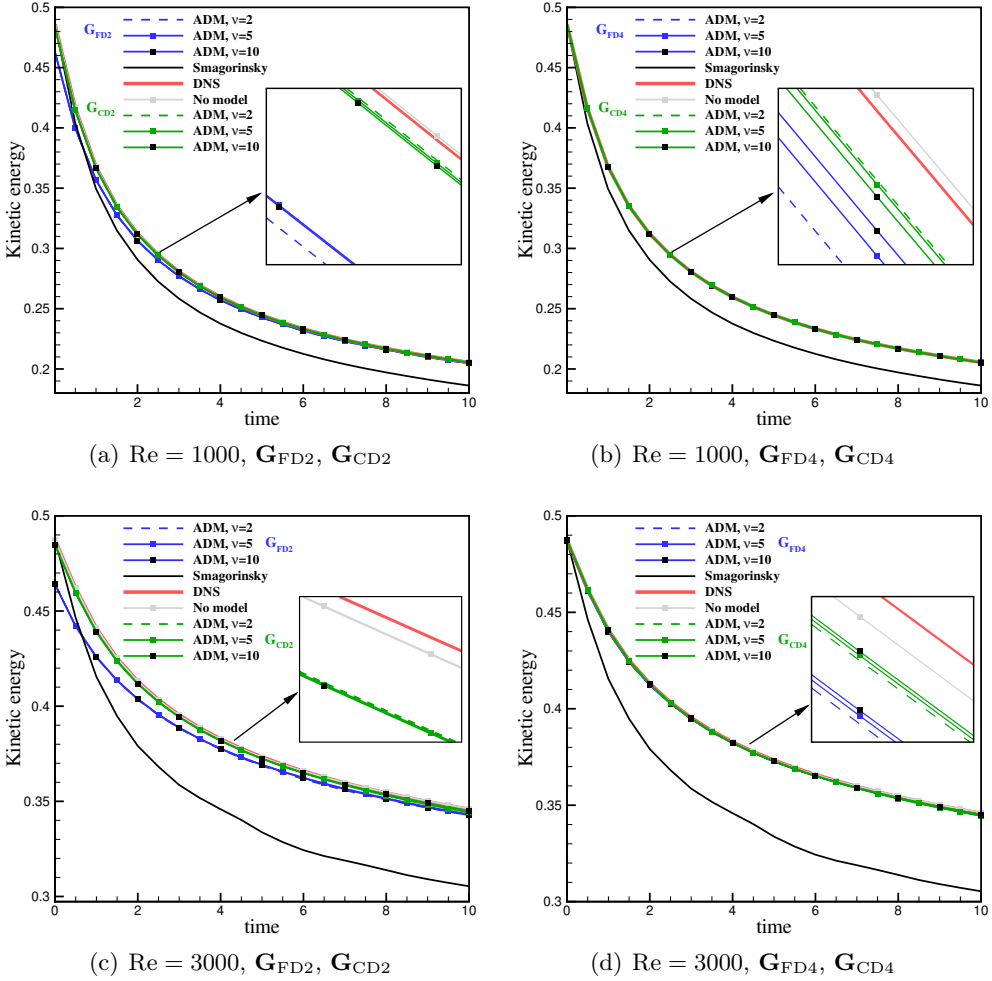 0.5
0.45
0.4
0.35
0.3
0.25
0.2
Kinetic energy
G_FD2
ADM, ν=2
ADM, ν=5
ADM, ν=10
Smagorinsky
DNS
No model
G_CD2
ADM, ν=2
ADM, ν=5
ADM, ν=10
2 4 6 8 10
time
(a) Re = 1000, G_FD2, G_CD2
0.5
0.45
0.4
0.35
0.3
0.25
0.2
Kinetic energy
G_FD4
ADM, ν=2
ADM, ν=5
ADM, ν=10
Smagorinsky
DNS
No model
G_CD4
ADM, ν=2
ADM, ν=5
ADM, ν=10
2 4 6 8 10
time
(b) Re = 1000, G_FD4, G_CD4
0.5
0.45
0.4
0.35
0.3
Kinetic energy
ADM, ν=2
ADM, ν=5
G_FD2
ADM, ν=10
Smagorinsky
DNS
No model
ADM, ν=2
ADM, ν=5
G_CD2
ADM, ν=10
0 2 4 6 8 10
time
(c) Re = 3000, G_FD2, G_CD2
0.5
0.45
0.4
0.35
0.3
Kinetic energy
ADM, ν=2
ADM, ν=5
G_FD4
ADM, ν=10
Smagorinsky
DNS
No model
ADM, ν=2
ADM, ν=5
G_CD4
ADM, ν=10
0 2 4 6 8 10
time
(d) Re = 3000, G_FD4, G_CD4